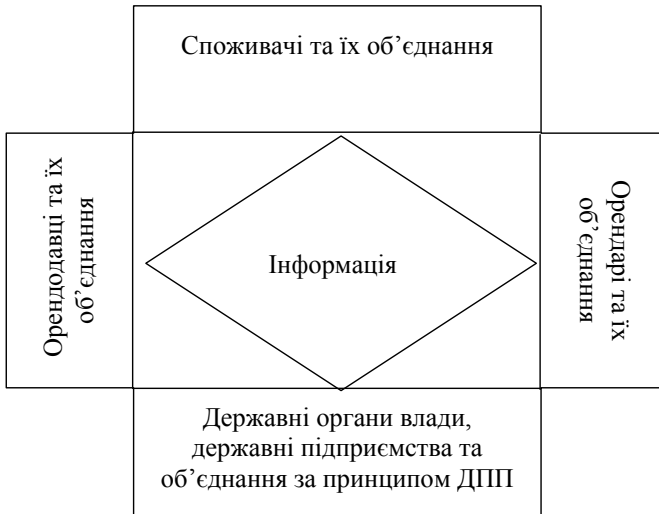 Споживачі та їх об’єднання
Орендодавці та їх
об’єднання
Інформація
Орендарі та їх
об’єднання
Державні органи влади,
державні підприємства та
об’єднання за принципом ДПП